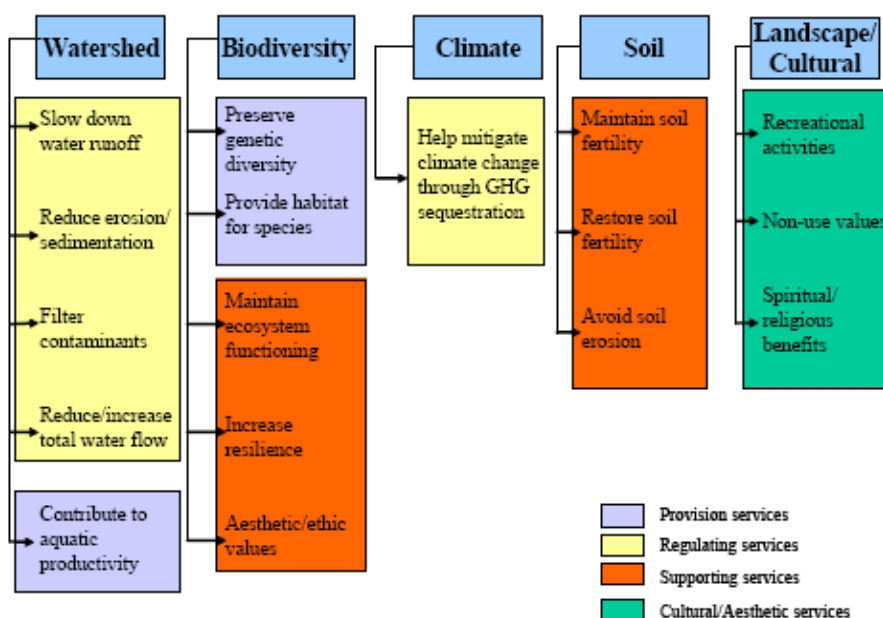 Watershed
Biodiversity
Climate
Soil
Landscape/
Cultural
Slow down
water runoff
Reduce erosion/
sedimentation
Filter
contaminants
Reduce/increase
total water flow
Contribute to
aquatic
productivity
Preserve
genetic
diversity
Provide habitat
for species
Maintain
ecosystem
functioning
Increase
resilience
Aesthetic/ethic
values
Help mitigate
climate change
through GHG
sequestration
Maintain soil
fertility
Restore soil
fertility
Avoid soil
erosion
Recreational
activities
Non-use values
Spiritual/
religious
benefits
Provision services
Regulating services
Supporting services
Cultural/Aesthetic services